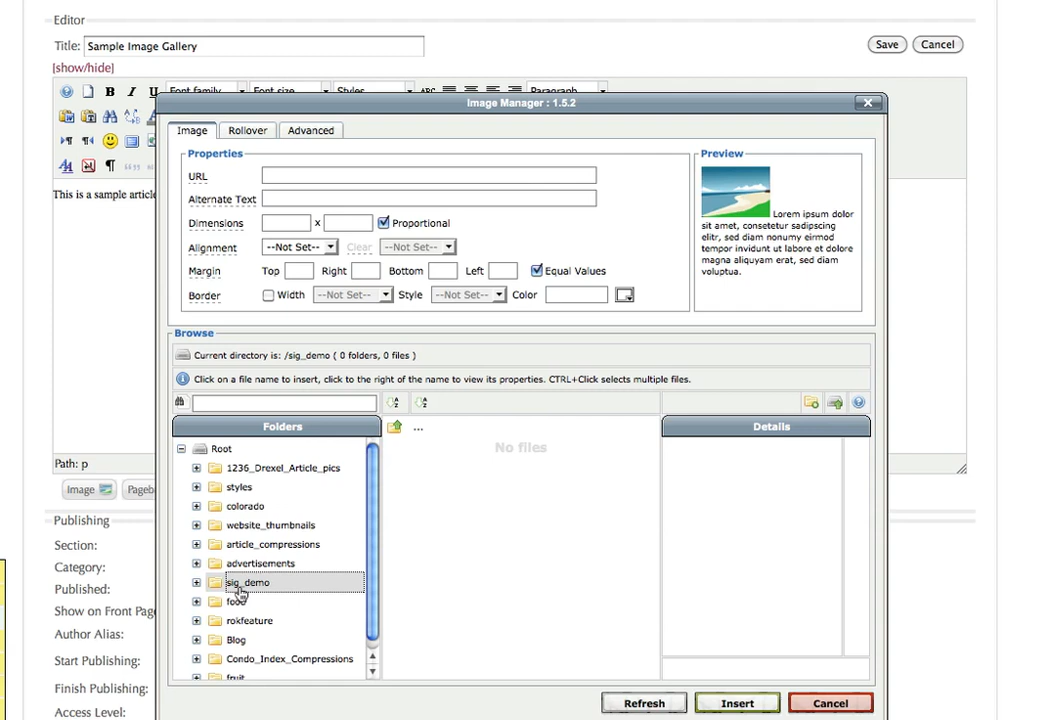 Editor
Title: Sample Image Gallery
Save Cancel
[show/hide]
B I U Font family Font size Styles ABC Paragraph
Image Manager : 1.5.2
Image Rollover Advanced
Properties
Preview
URL
Alternate Text
Dimensions x Proportional
Alignment --Not Set-- Clear --Not Set--
Margin Top Right Bottom Left Equal Values
Border Width --Not Set-- Style --Not Set-- Color
Lorem ipsum dolor
sit amet, consetetur sadipscing
elitr, sed diam nonumy eirmod
tempor invidunt ut labore et dolore
magna aliquyam erat, sed diam
voluptua.
This is a sample article
Browse
Current directory is: /sig_demo ( 0 folders, 0 files )
Click on a file name to insert, click to the right of the name to view its properties. CTRL+Click selects multiple files.
Folders
Details
...
No files
Root
1236_Drexel_Article_pics
styles
colorado
website_thumbnails
article_compressions
advertisements
sig_demo
food
rokfeature
Blog
Condo_Index_Compressions
fruit
Refresh Insert Cancel
Path: p
Image Pageb
Publishing
Section:
Category:
Published:
Show on Front Page
Author Alias:
Start Publishing:
Finish Publishing:
Access Level: